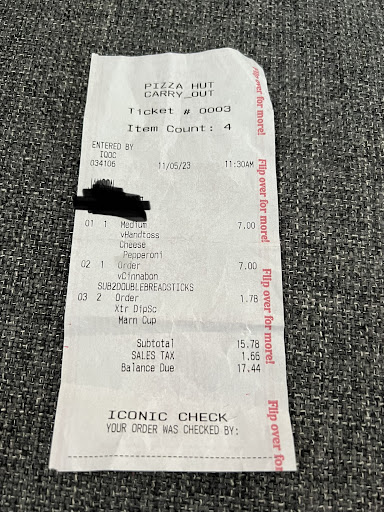 PIZZA HUT
CARRY_OUT
Ticket # 0003
Item Count: 4
ENTERED BY
IQOC
034106 11/05/23 11:30AM
01 1 Medium 7.00
vHandtoss
Cheese
Pepperoni
02 1 Order 7.00
vCinnabon
SUB2DOUBLEBREADSTICKS
03 2 Order 1.78
Xtr DipSc
Marn Cup
Subtotal 15.78
SALES TAX 1.66
Balance Due 17.44
ICONIC CHECK
YOUR ORDER WAS CHECKED BY:
Flip over for more!
Flip over for more!
Flip over for more!
Flip over fo